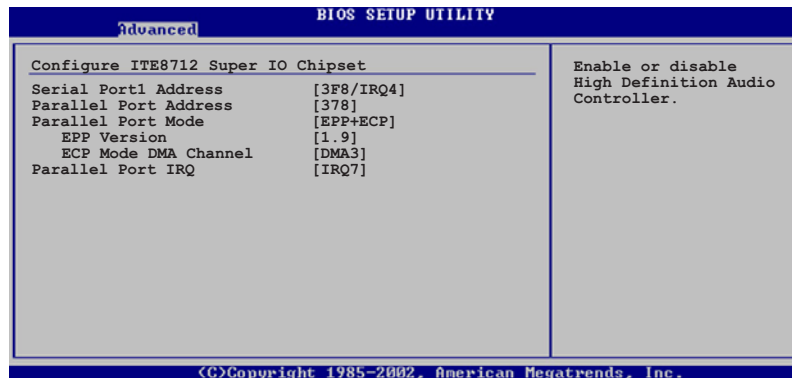 BIOS SETUP UTILITY
Advanced
Configure ITE8712 Super IO Chipset
Serial Port1 Address [3F8/IRQ4]
Parallel Port Address [378]
Parallel Port Mode [EPP+ECP]
EPP Version [1.9]
ECP Mode DMA Channel [DMA3]
Parallel Port IRQ [IRQ7]
Enable or disable
High Definition Audio
Controller.
(C)Copyright 1985-2002, American Megatrends, Inc.